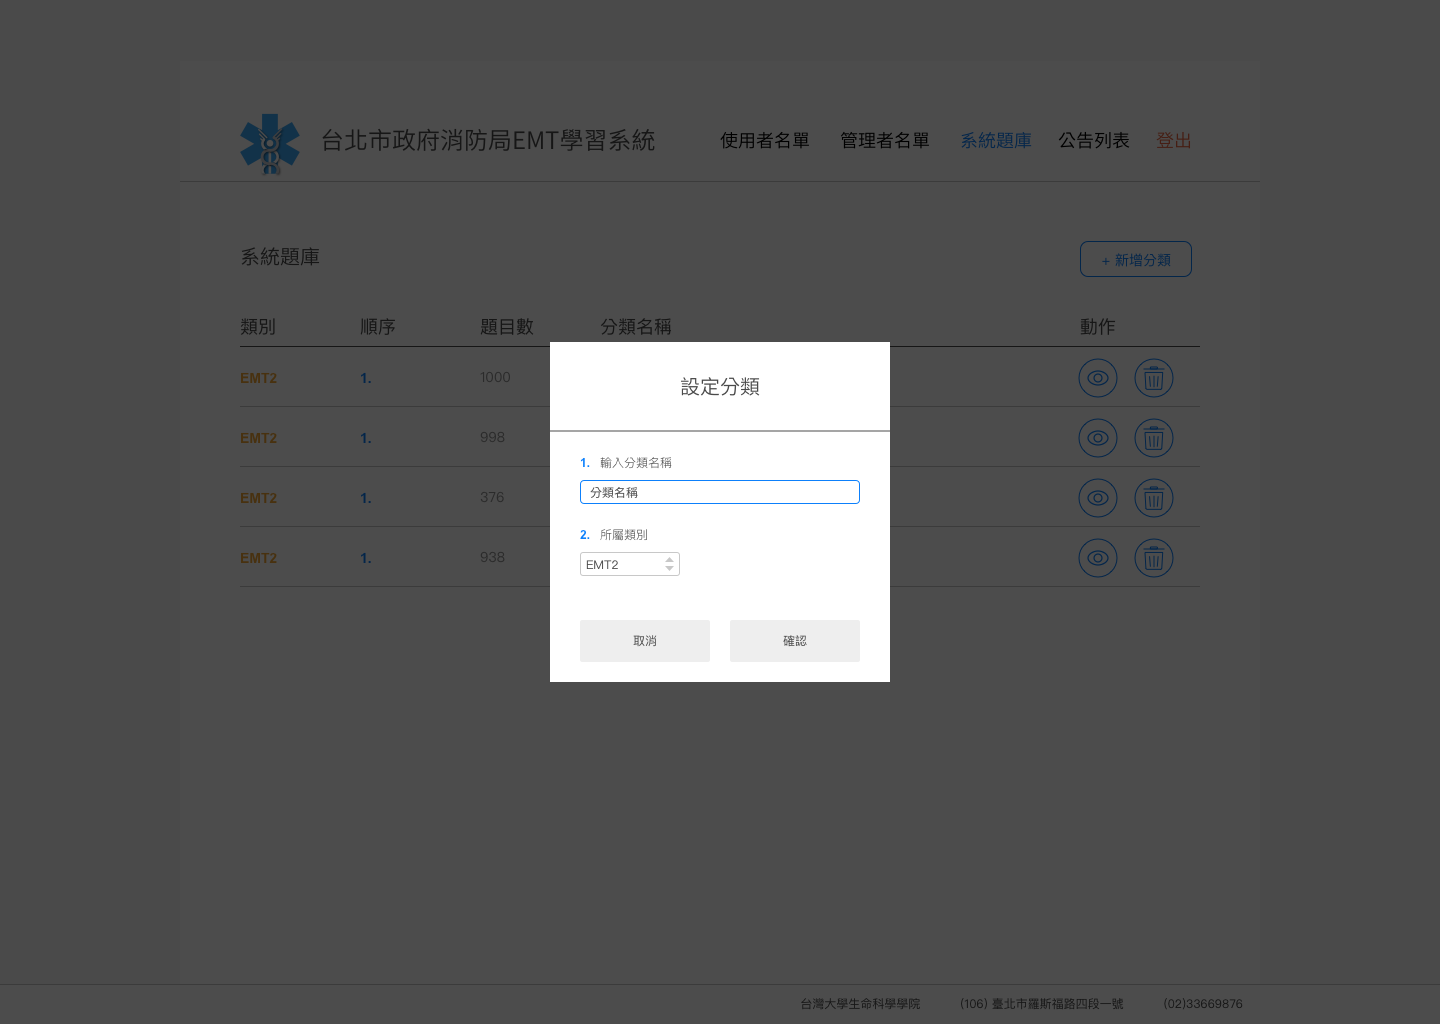 台北市政府消防局EMT學習系統 使用者名單 管理者名單 系統題庫 公告列表 登出
系統題庫 + 新增分類
類別 順序 題目數 分類名稱 動作
EMT2 1. 1000
EMT2 1. 998
EMT2 1. 376
EMT2 1. 938
設定分類
1. 輸入分類名稱
分類名稱
2. 所屬類別
EMT2
取消 確認
台灣大學生命科學學院 (106) 臺北市羅斯福路四段一號 (02)33669876